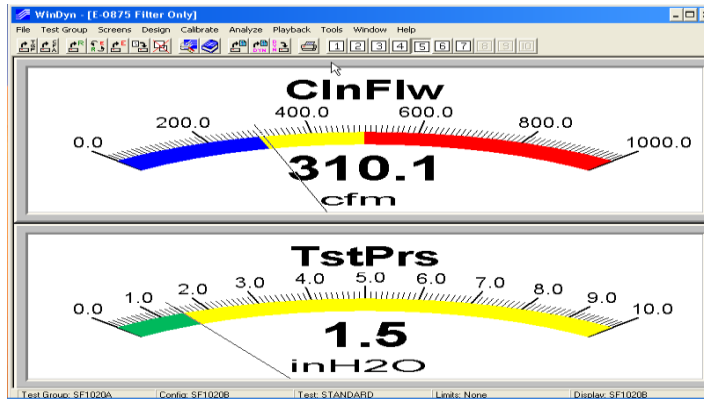 WinDyn - [E-0875 Filter Only]
File Test Group Screens Design Calibrate Analyze Playback Tools Window Help
1 2 3 4 5 6 7 8 9 10
ClnFlw
0.0 200.0 400.0 600.0 800.0 1000.0
310.1
cfm
TstPrs
0.0 1.0 2.0 3.0 4.0 5.0 6.0 7.0 8.0 9.0 10.0
1.5
inH2O
Test Group: SF1020A Config: SF1020B Test: STANDARD Limits: None Display: SF1020B